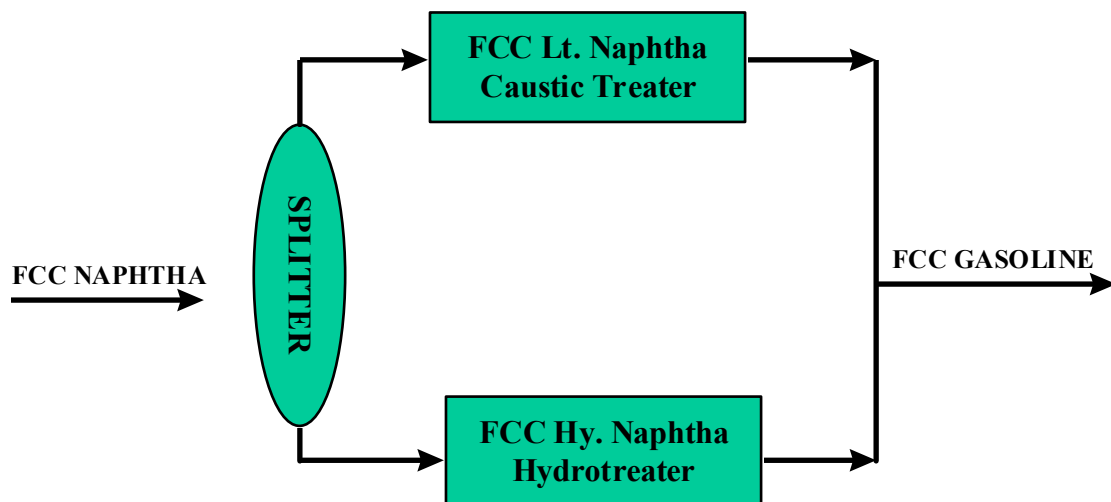 FCC Lt. Naphtha
Caustic Treater
SPLITTER
FCC NAPHTHA
FCC GASOLINE
FCC Hy. Naphtha
Hydrotreater